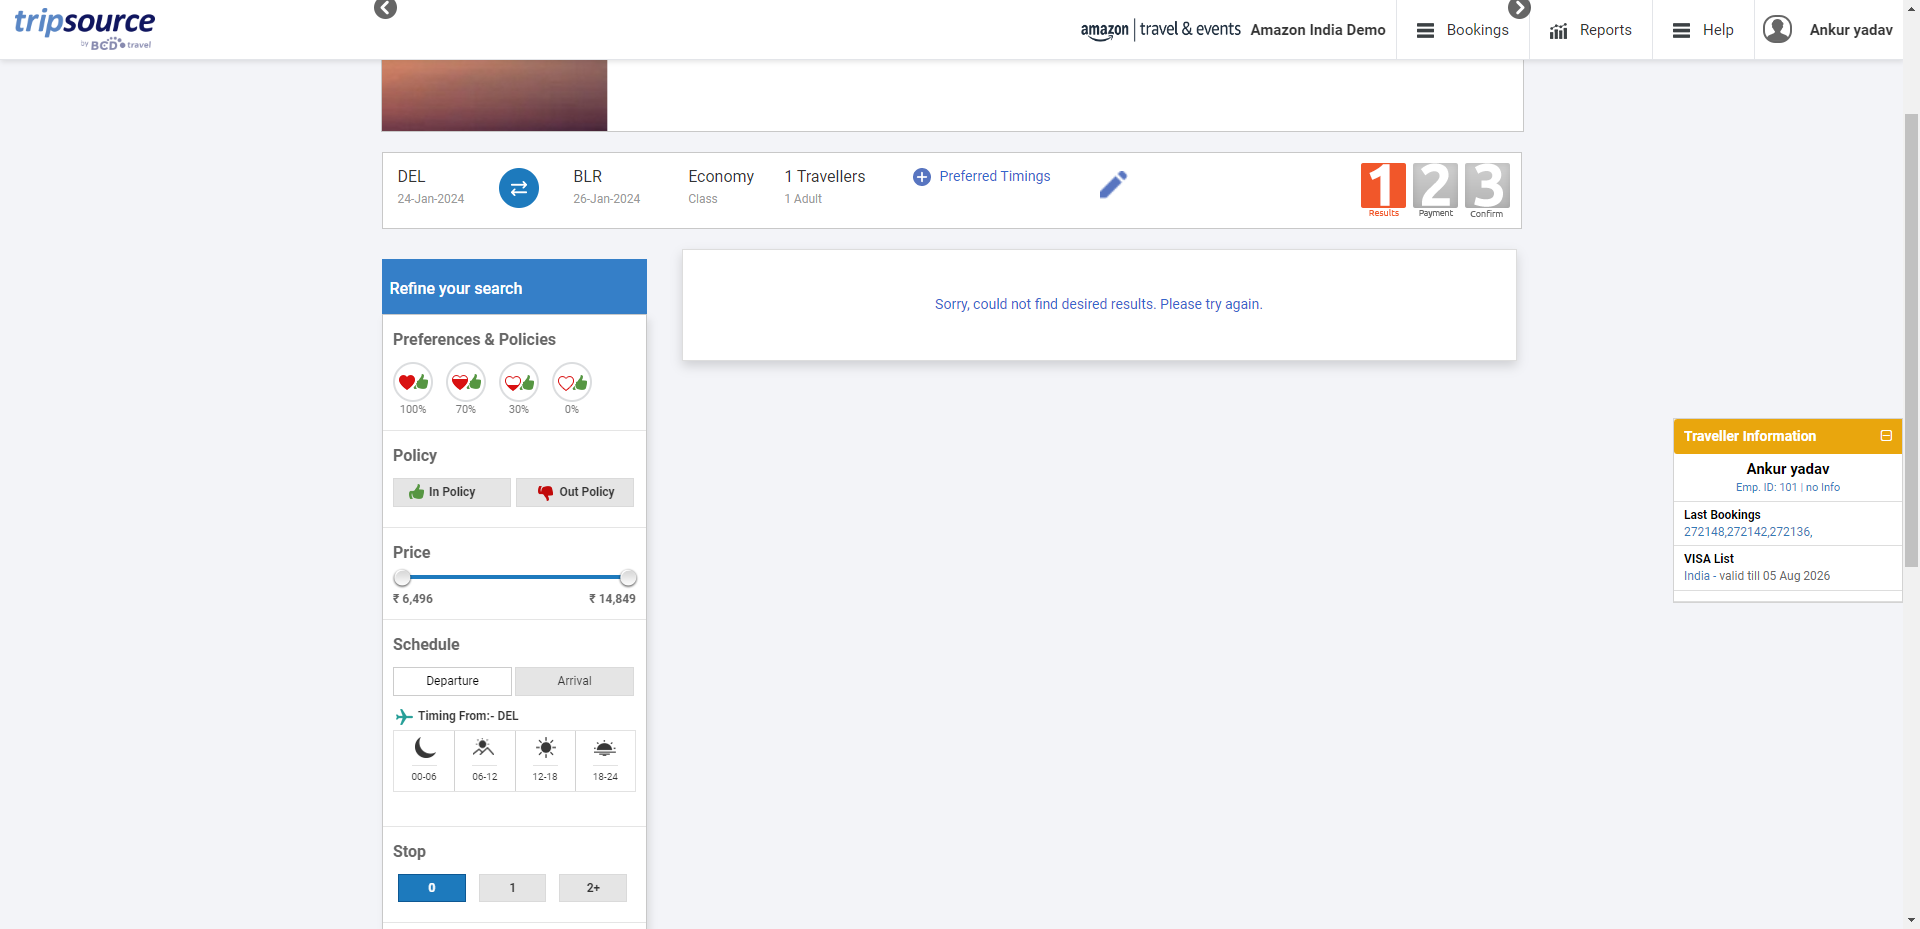 tripsource
by BCD travel
amazon travel & events Amazon India Demo
Bookings
Reports
Help
Ankur yadav
DEL
24-Jan-2024
BLR
26-Jan-2024
Economy
Class
1 Travellers
1 Adult
Preferred Timings
1 2 3
Results Payment Confirm
Refine your search
Sorry, could not find desired results. Please try again.
Preferences & Policies
100% 70% 30% 0%
Policy
In Policy Out Policy
Price
₹ 6,496 ₹ 14,849
Schedule
Departure Arrival
Timing From:- DEL
00-06 06-12 12-18 18-24
Stop
0 1 2+
Traveller Information
Ankur yadav
Emp. ID: 101 | no Info
Last Bookings
272148,272142,272136,
VISA List
India - valid till 05 Aug 2026